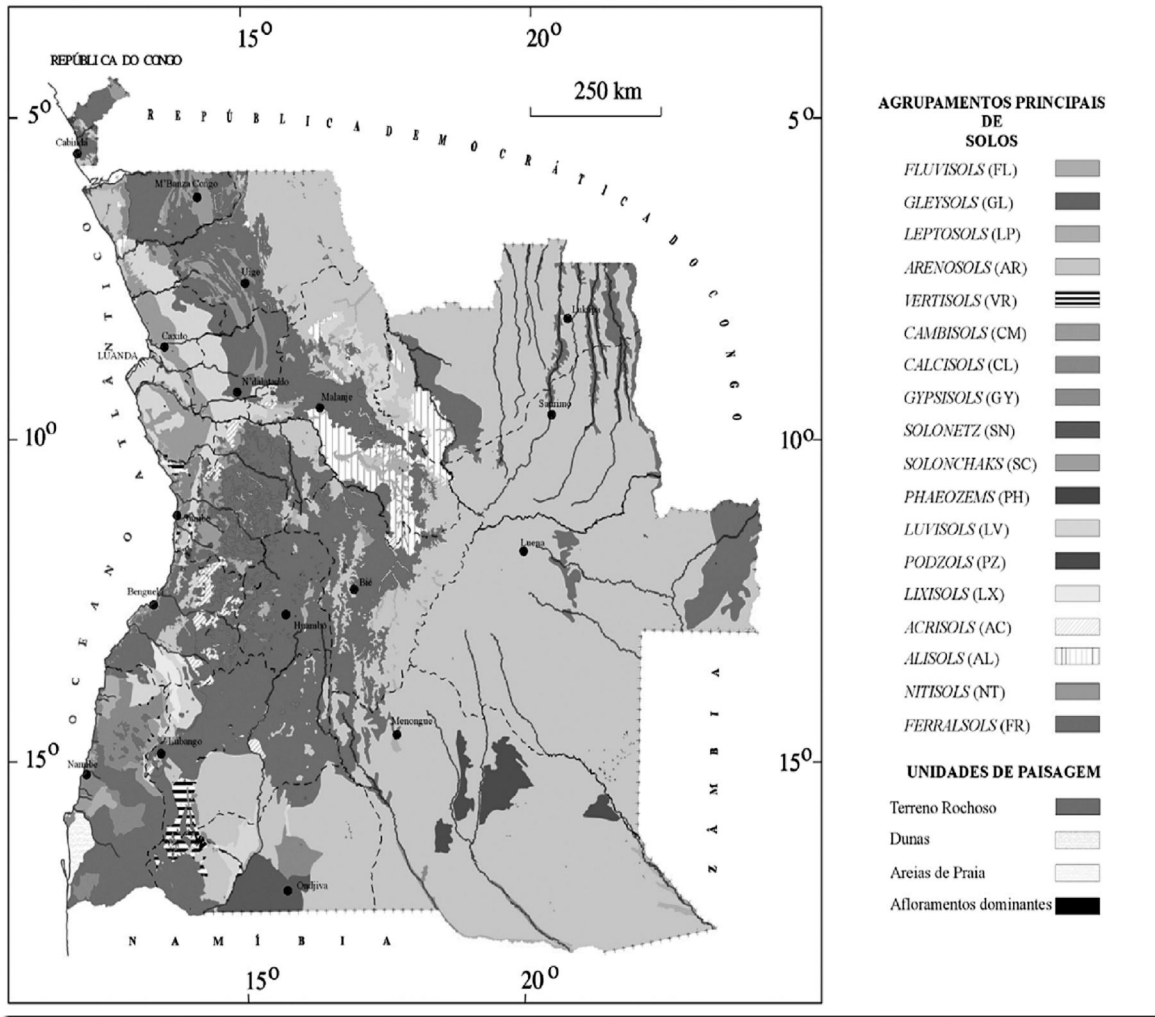 15⁰
20⁰
REPÚBLICA DO CONGO
250 km
5⁰
5⁰
REPÚBLICA DEMOCRÁTICA DO CONGO
Cabinda
M'Banza Congo
OCEANO ATLÂNTICO
Uíge
Lukapa
Caxito
LUANDA
N'dalatando
Malanje
Saurimo
10⁰
10⁰
Luena
Bié
Benguela
Huambo
ZÂMBIA
Menongue
Lubango
15⁰
15⁰
Namibe
Ondjiva
NAMÍBIA
15⁰
20⁰
AGRUPAMENTOS PRINCIPAIS
DE
SOLOS
FLUVISOLS (FL)
GLEYSOLS (GL)
LEPTOSOLS (LP)
ARENOSOLS (AR)
VERTISOLS (VR)
CAMBISOLS (CM)
CALCISOLS (CL)
GYPSISOLS (GY)
SOLONETZ (SN)
SOLONCHAKS (SC)
PHAEOZEMS (PH)
LUVISOLS (LV)
PODZOLS (PZ)
LIXISOLS (LX)
ACRISOLS (AC)
ALISOLS (AL)
NITISOLS (NT)
FERRALSOLS (FR)
UNIDADES DE PAISAGEM
Terreno Rochoso
Dunas
Areias de Praia
Afloramentos dominantes